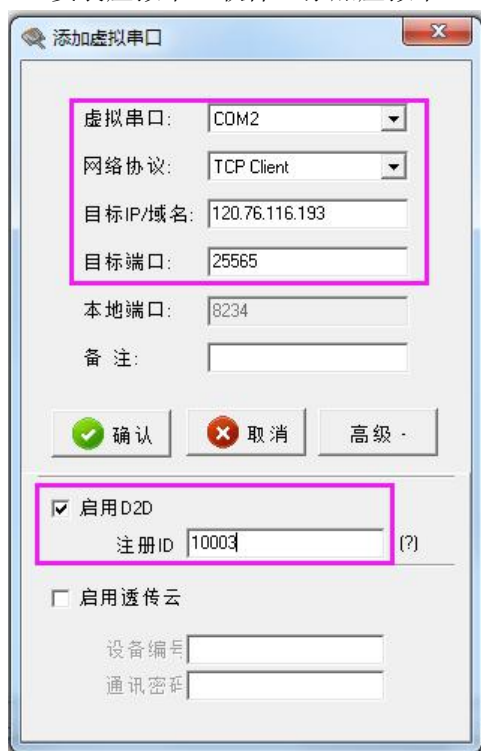 添加虚拟串口
虚拟串口: COM2
网络协议: TCP Client
目标IP/域名: 120.76.116.193
目标端口: 25565
本地端口: 8234
备 注:
确认 取消 高级 -
启用D2D
注册ID 10003 (?)
启用透传云
设备编号
通讯密码